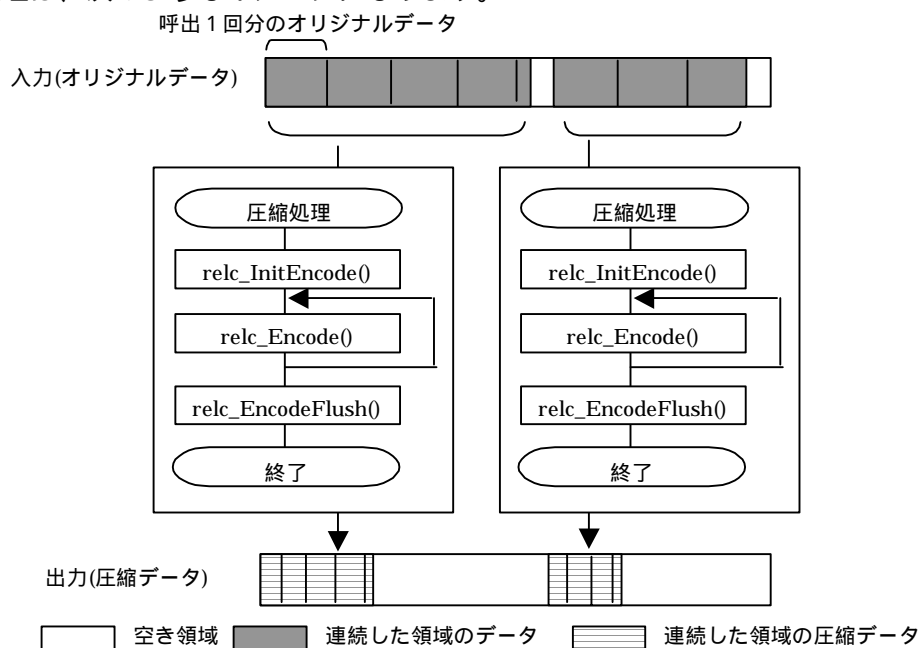 呼出１回分のオリジナルデータ
入力(オリジナルデータ)
圧縮処理
relc_InitEncode()
relc_Encode()
relc_EncodeFlush()
終了
圧縮処理
relc_InitEncode()
relc_Encode()
relc_EncodeFlush()
終了
出力(圧縮データ)
空き領域
連続した領域のデータ
連続した領域の圧縮データ